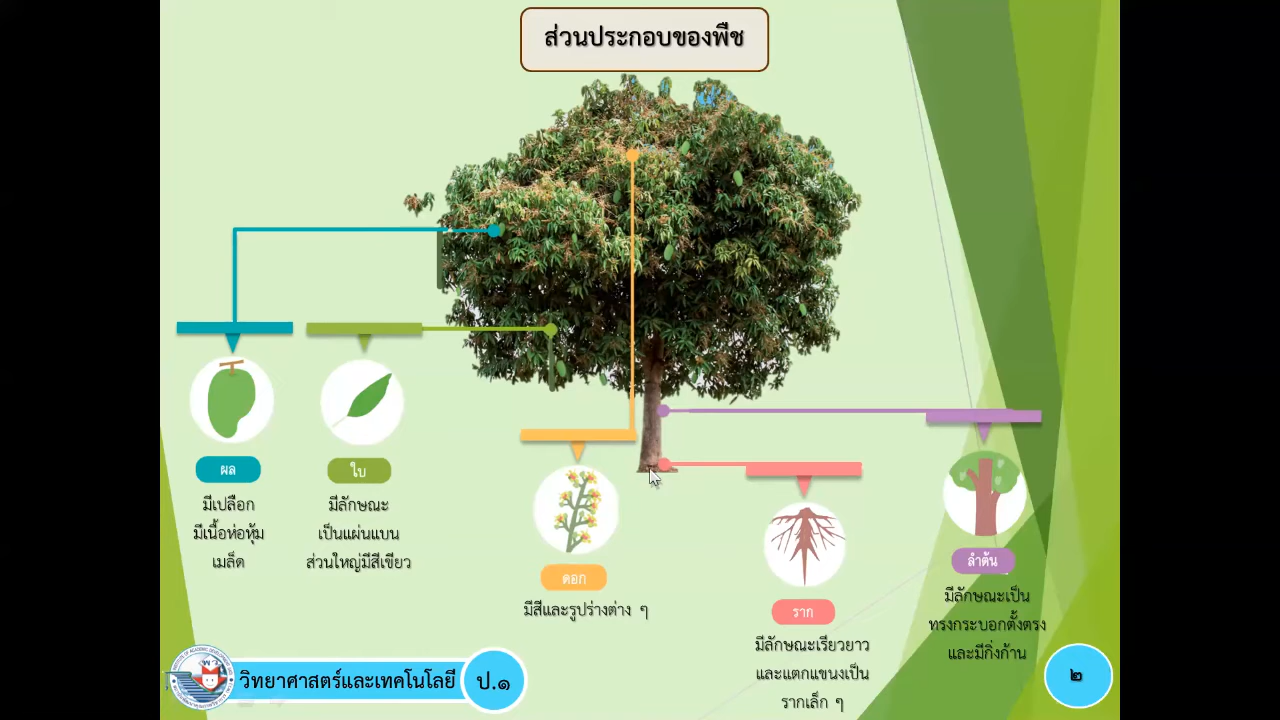 ส่วนประกอบของพืช
ผล
มีเปลือก
มีเนื้อห่อหุ้ม
เมล็ด
ใบ
มีลักษณะ
เป็นแผ่นแบน
ส่วนใหญ่มีสีเขียว
ดอก
มีสีและรูปร่างต่าง ๆ
ราก
มีลักษณะเรียวยาว
และแตกแขนงเป็น
รากเล็ก ๆ
ลำต้น
มีลักษณะเป็น
ทรงกระบอกตั้งตรง
และมีกิ่งก้าน
พว
วิทยาศาสตร์และเทคโนโลยี
ป.๑
๒